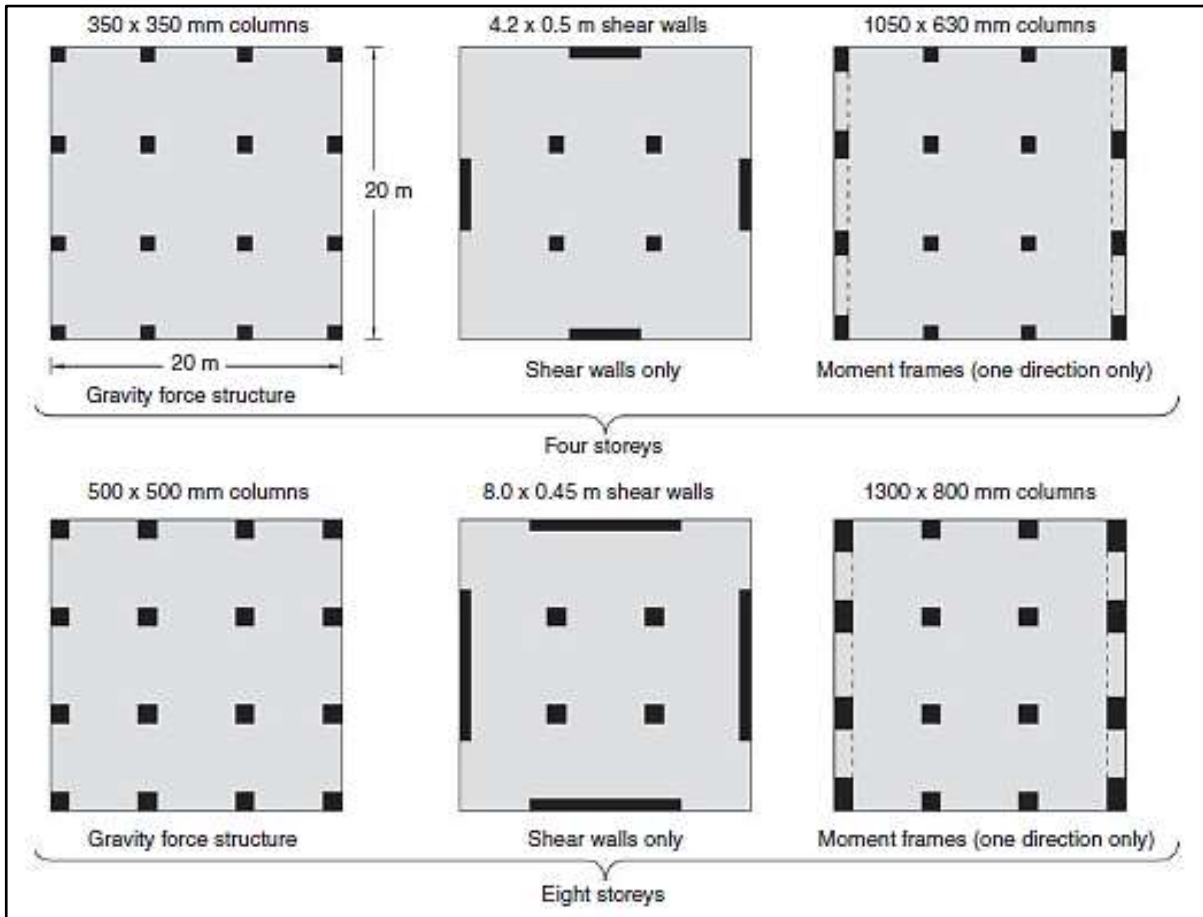 350 x 350 mm columns
4.2 x 0.5 m shear walls
1050 x 630 mm columns
20 m
20 m
Gravity force structure
Shear walls only
Moment frames (one direction only)
Four storeys
500 x 500 mm columns
8.0 x 0.45 m shear walls
1300 x 800 mm columns
Gravity force structure
Shear walls only
Moment frames (one direction only)
Eight storeys